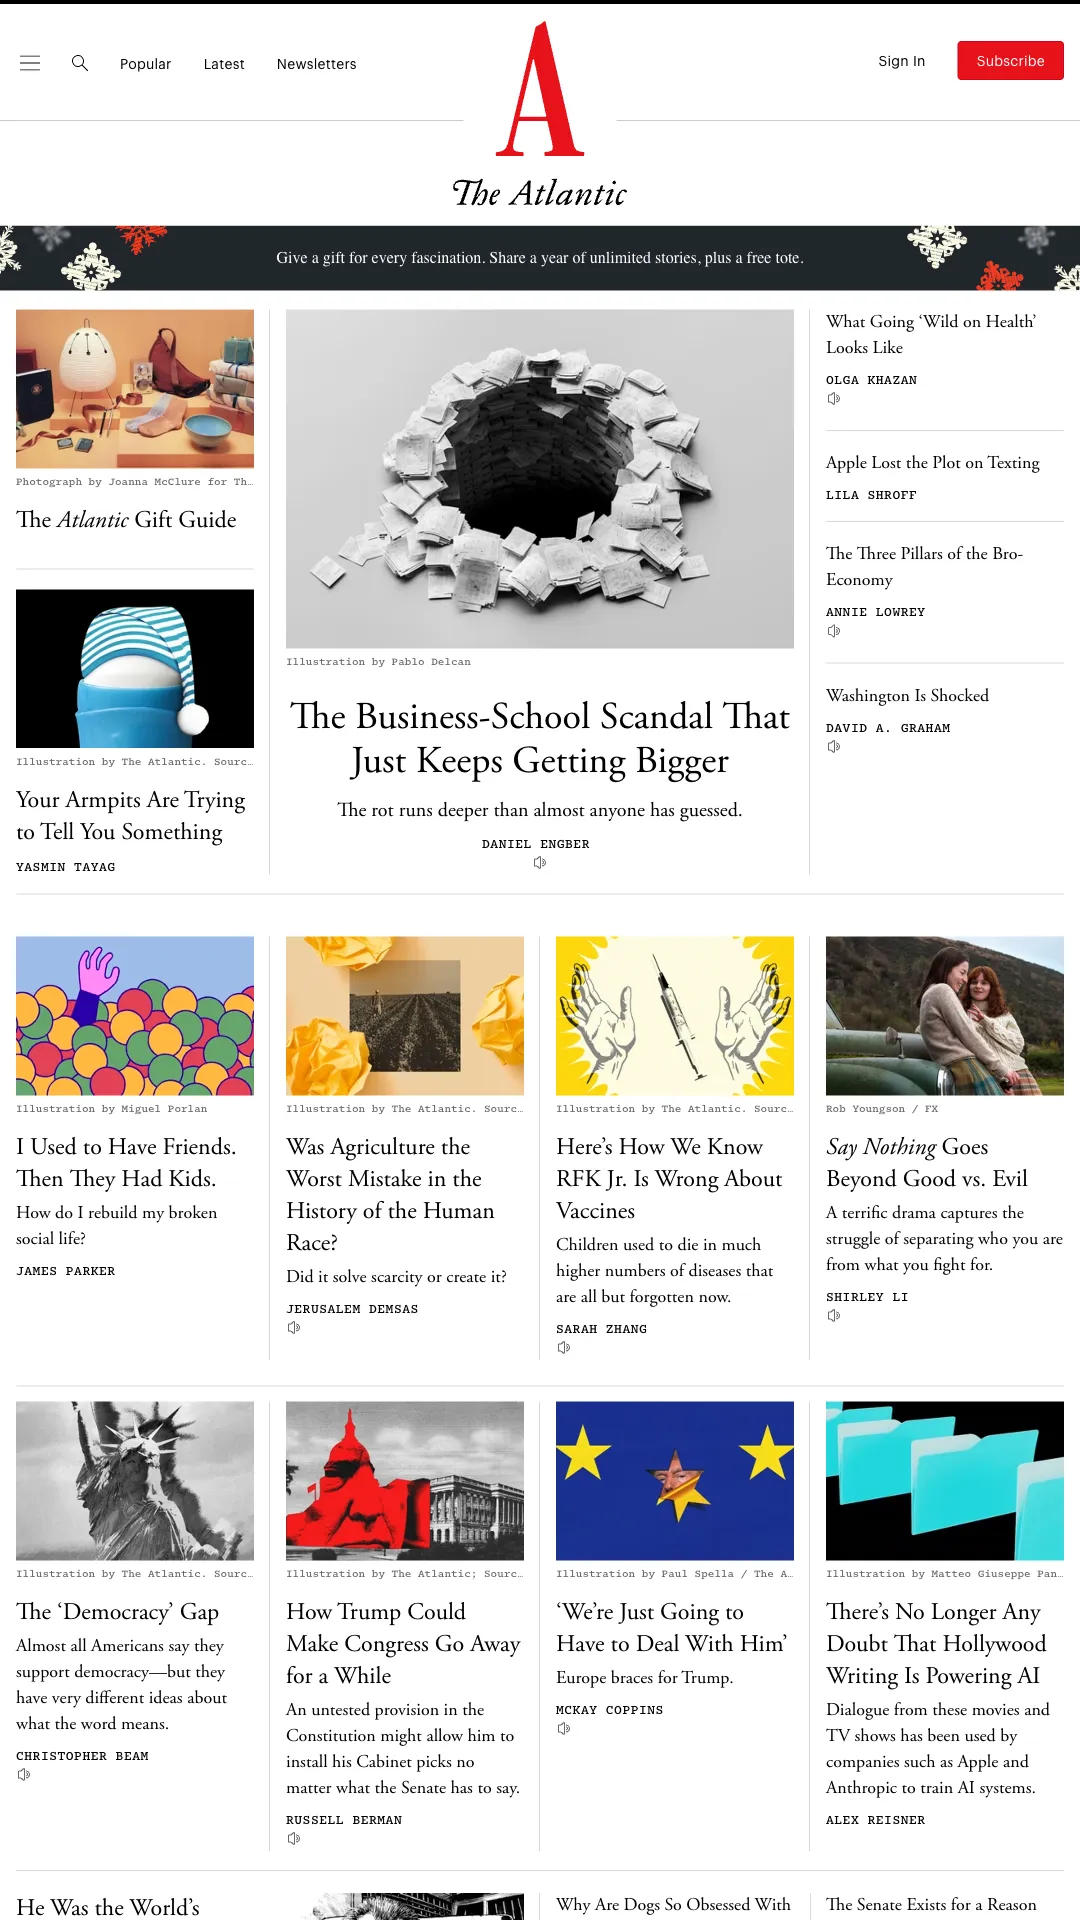 Popular
Latest
Newsletters
A
The Atlantic
Sign In
Subscribe
Give a gift for every fascination. Share a year of unlimited stories, plus a free tote.
Photograph by Joanna McClure for Th…
The Atlantic Gift Guide
Illustration by The Atlantic. Sourc…
Your Armpits Are Trying
to Tell You Something
YASMIN TAYAG
Illustration by Pablo Delcan
The Business-School Scandal That
Just Keeps Getting Bigger
The rot runs deeper than almost anyone has guessed.
DANIEL ENGBER
What Going ‘Wild on Health’
Looks Like
OLGA KHAZAN
Apple Lost the Plot on Texting
LILA SHROFF
The Three Pillars of the Bro-
Economy
ANNIE LOWREY
Washington Is Shocked
DAVID A. GRAHAM
Illustration by Miguel Porlan
I Used to Have Friends.
Then They Had Kids.
How do I rebuild my broken
social life?
JAMES PARKER
Illustration by The Atlantic. Sourc…
Was Agriculture the
Worst Mistake in the
History of the Human
Race?
Did it solve scarcity or create it?
JERUSALEM DEMSAS
Illustration by The Atlantic. Sourc…
Here’s How We Know
RFK Jr. Is Wrong About
Vaccines
Children used to die in much
higher numbers of diseases that
are all but forgotten now.
SARAH ZHANG
Rob Youngson / FX
Say Nothing Goes
Beyond Good vs. Evil
A terrific drama captures the
struggle of separating who you are
from what you fight for.
SHIRLEY LI
Illustration by The Atlantic. Sourc…
The ‘Democracy’ Gap
Almost all Americans say they
support democracy—but they
have very different ideas about
what the word means.
CHRISTOPHER BEAM
Illustration by The Atlantic; Sourc…
How Trump Could
Make Congress Go Away
for a While
An untested provision in the
Constitution might allow him to
install his Cabinet picks no
matter what the Senate has to say.
RUSSELL BERMAN
Illustration by Paul Spella / The A…
‘We’re Just Going to
Have to Deal With Him’
Europe braces for Trump.
MCKAY COPPINS
Illustration by Matteo Giuseppe Pan…
There’s No Longer Any
Doubt That Hollywood
Writing Is Powering AI
Dialogue from these movies and
TV shows has been used by
companies such as Apple and
Anthropic to train AI systems.
ALEX REISNER
He Was the World’s
Why Are Dogs So Obsessed With
The Senate Exists for a Reason